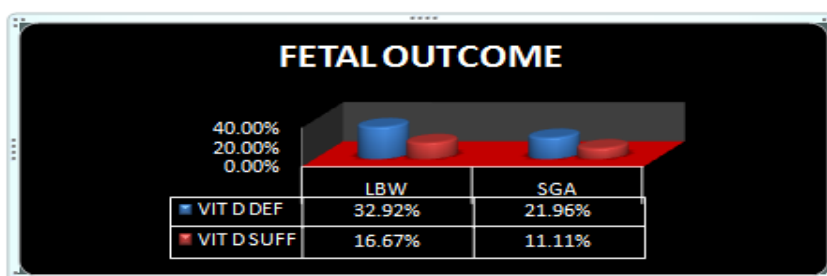 FETAL OUTCOME
40.00%
20.00%
0.00%
LBW SGA
VIT D DEF 32.92% 21.96%
VIT D SUFF 16.67% 11.11%